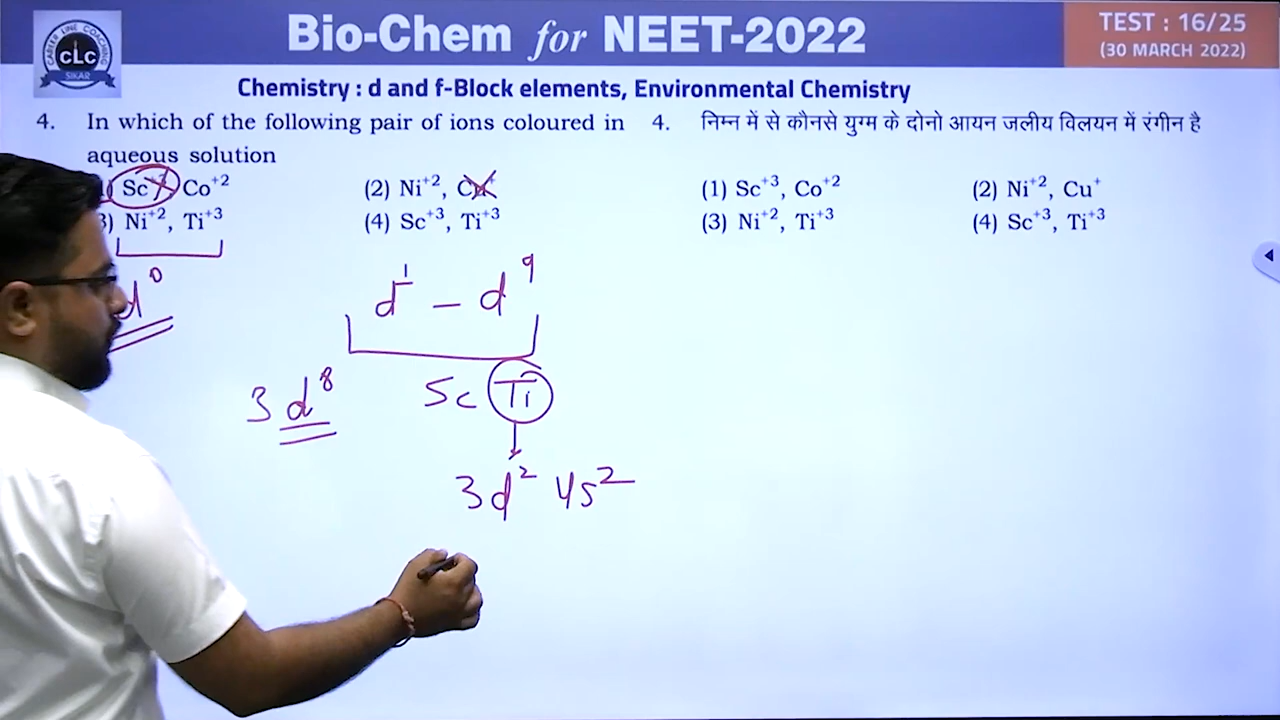 Bio-Chem for NEET-2022
TEST : 16/25
(30 MARCH 2022)
CAREER LINE COACHING
CLC
SIKAR
Chemistry : d and f-Block elements, Environmental Chemistry
4. In which of the following pair of ions coloured in
aqueous solution
Sc+3, Co+2 (2) Ni+2, Cu+
3) Ni+2, Ti+3 (4) Sc+3, Ti+3
4. निम्न में से कौनसे युग्म के दोनो आयन जलीय विलयन में रंगीन है
(1) Sc+3, Co+2 (2) Ni+2, Cu+
(3) Ni+2, Ti+3 (4) Sc+3, Ti+3
d0
d1 – d9
3d8
Sc Ti
3d2 4s2